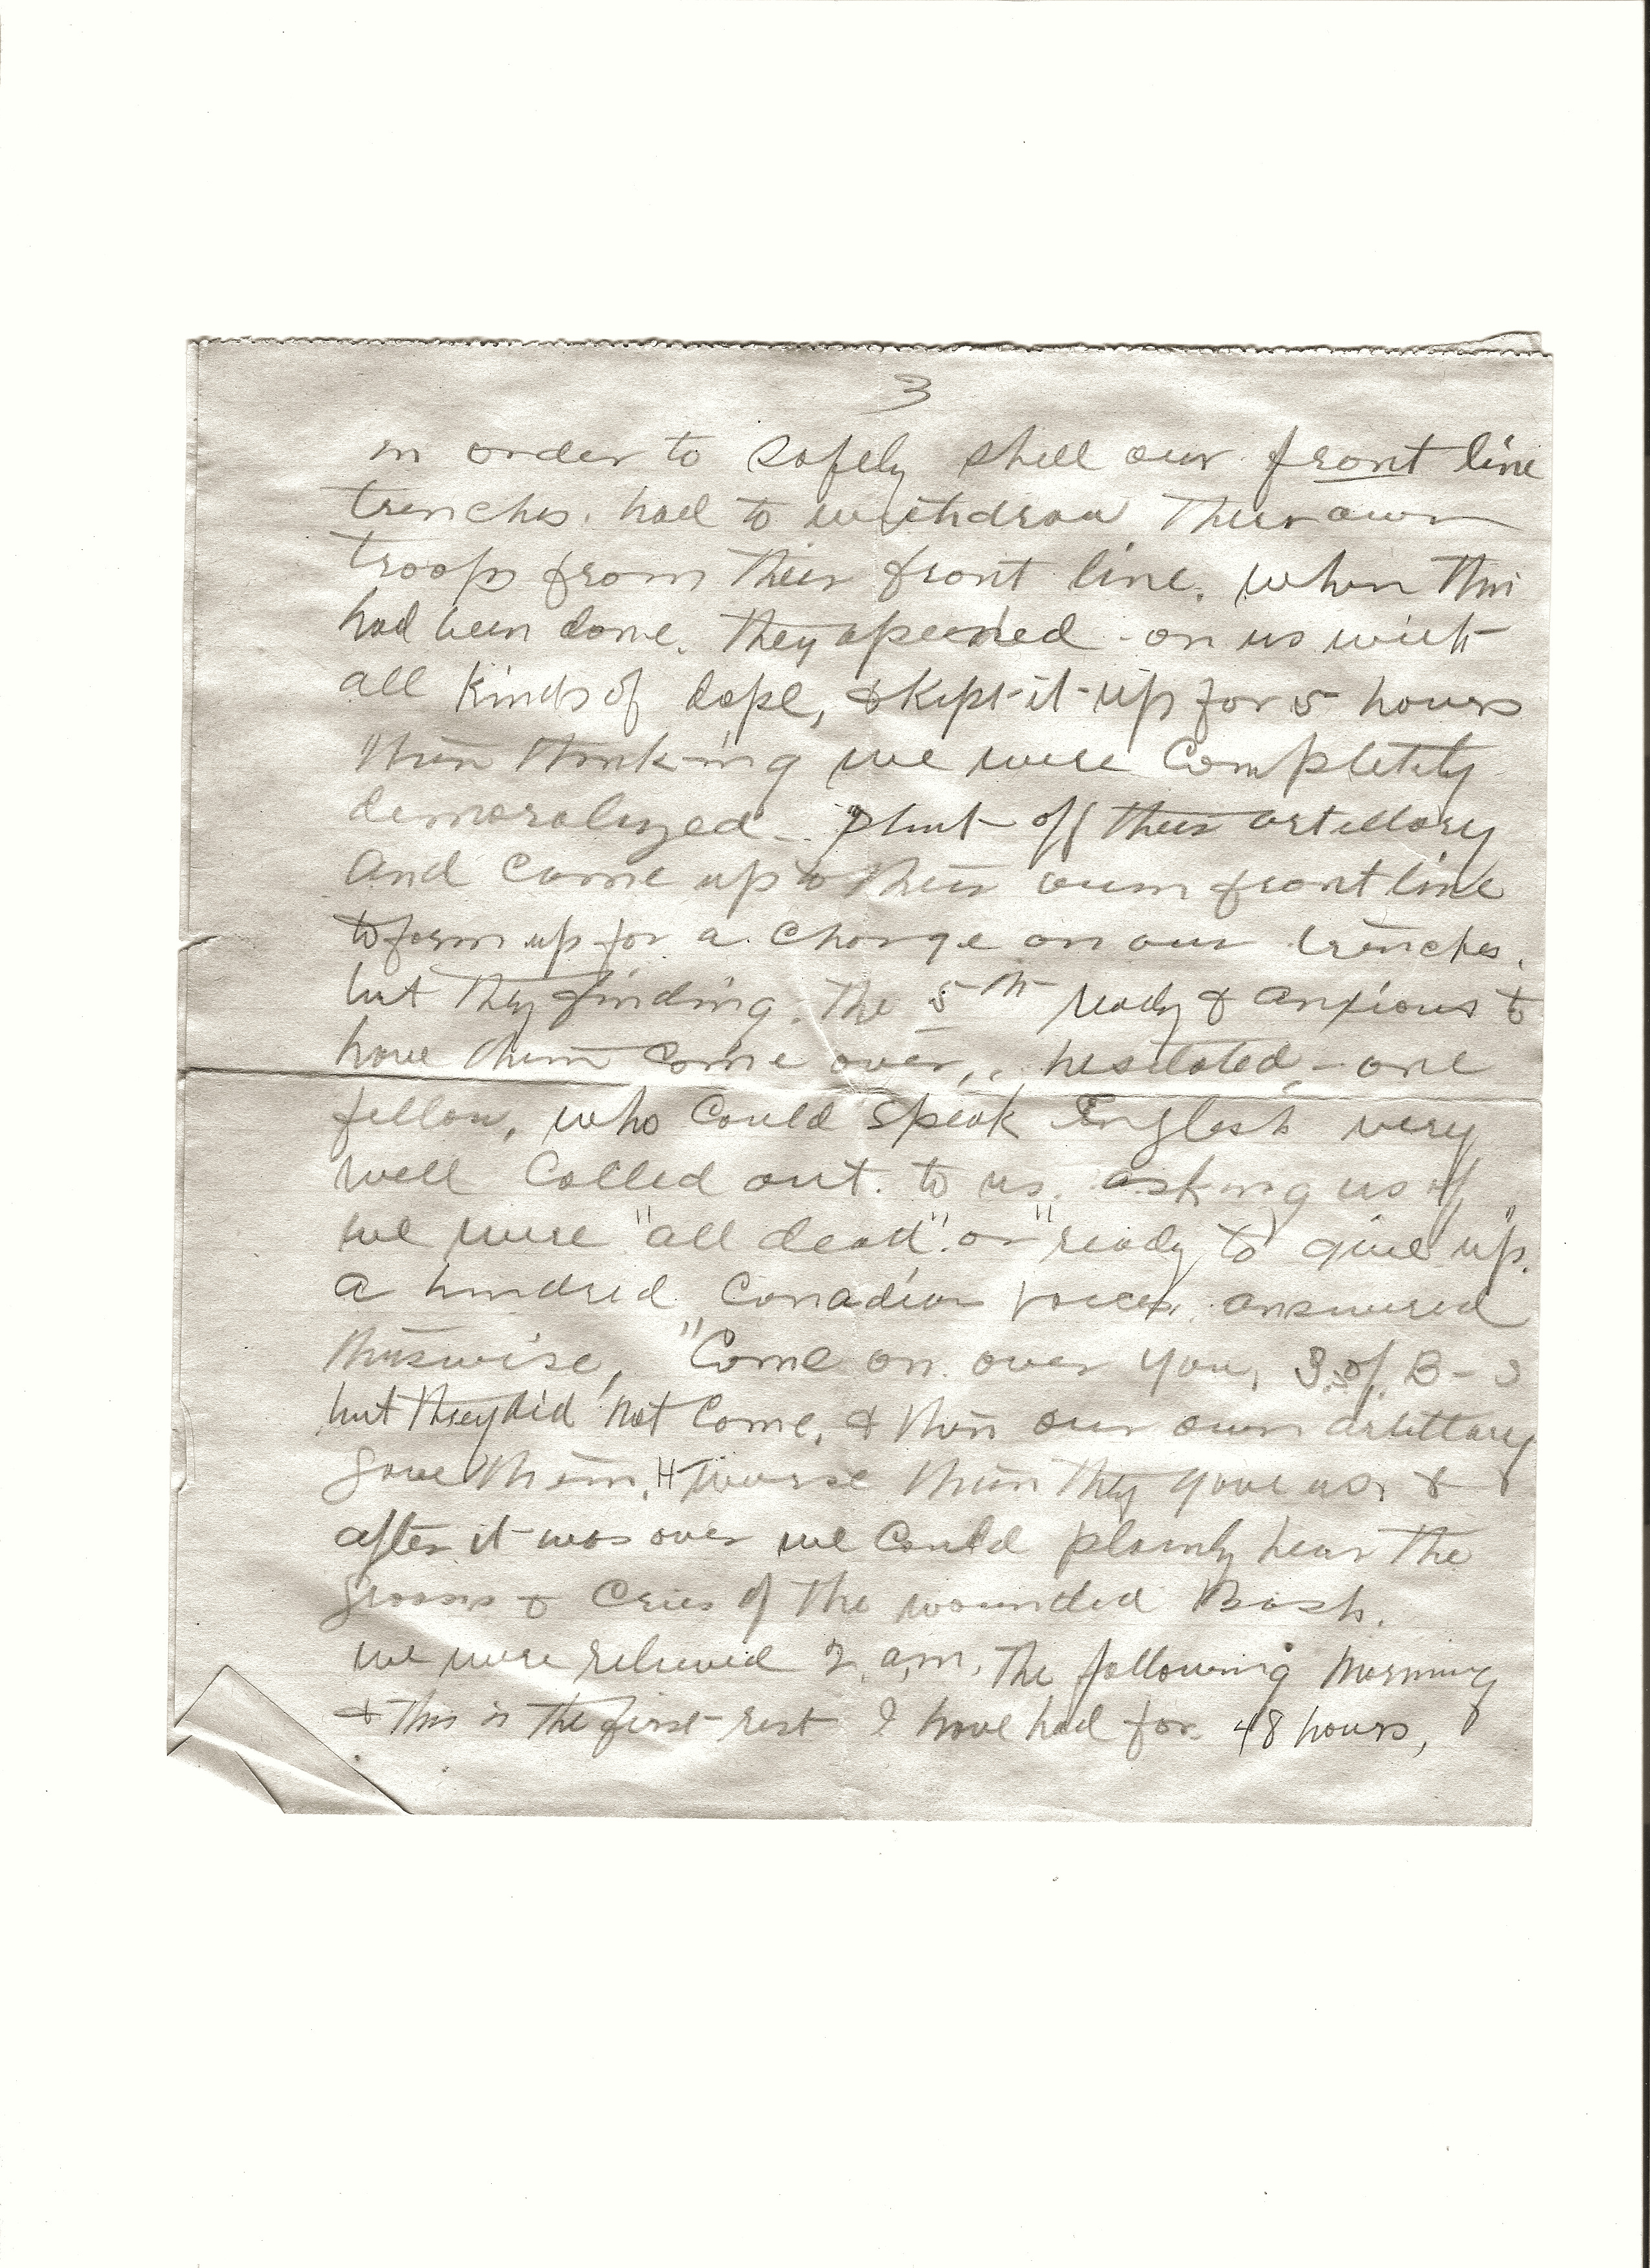 3
in order to safely shell our front line
trenches. had to withdraw their own
troops from their front line. when this
had been done. they opened - on us with
all kinds of dope, & kept it up for 5 hours
then thinking we were completely
demoralized - shut off their artillary
and came up to their own front line
to form up for a charge on our trenches.
but they finding. the 5th ready & anxious to
have them come over,. hesitated, - one
fellow, who could speak English very
well called out. to us. asking us if
we were "all dead". or "ready to give up".
a hundred Canadian voices. answered
thuswise, "Come on over you, S. of. B - s
but they did not come, & then our own artillary
gave them. H worse than they gave us, &
after it was over we could plainly hear the
groans & cries of the wounded Bosh.
we were relieved 2, a,m, the following morning
& this is the first rest I have had for 48 hours,